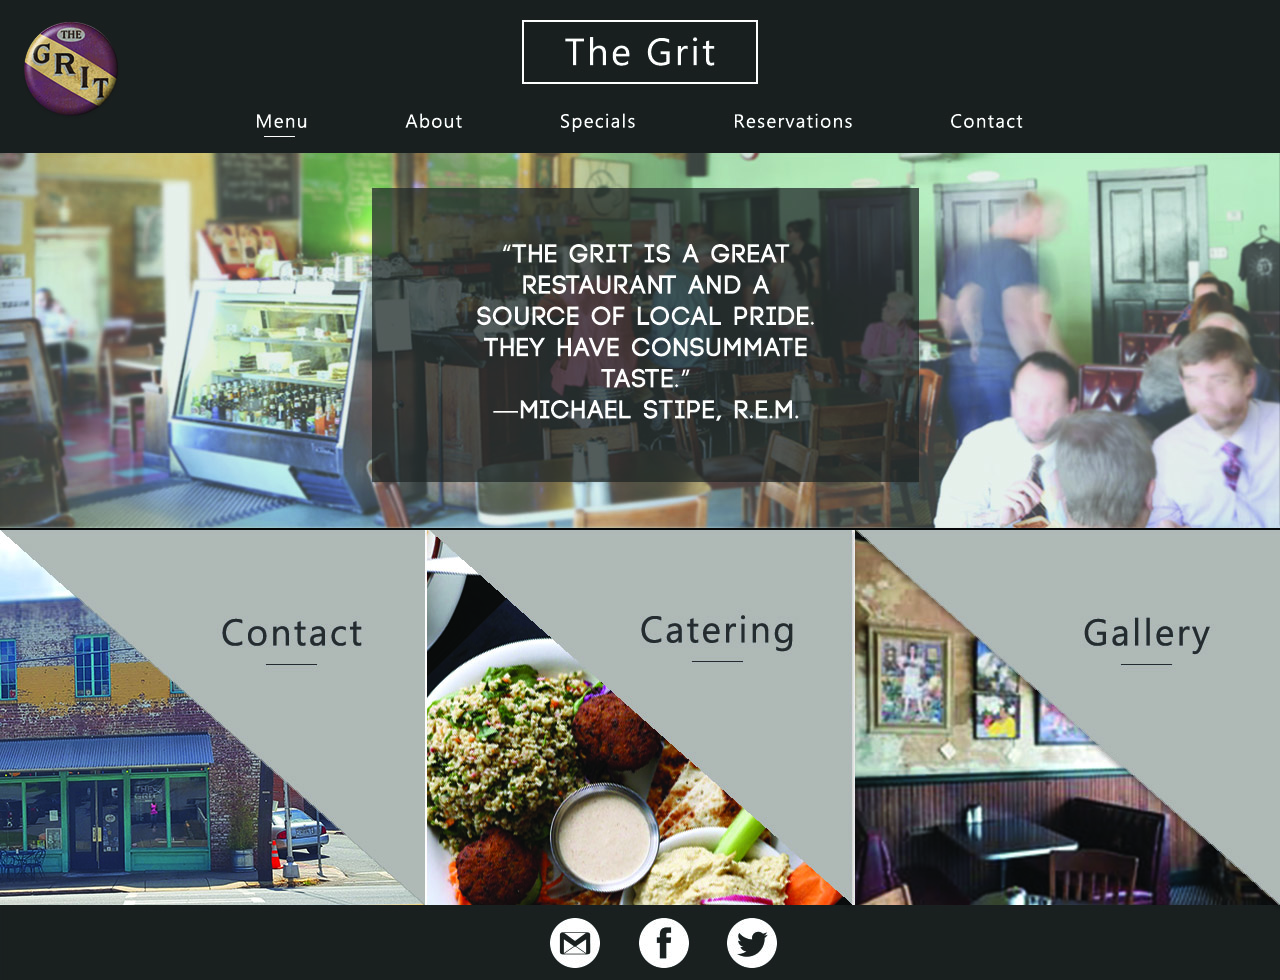 THE
GRIT
The Grit
Menu About Specials Reservations Contact
“THE GRIT IS A GREAT
RESTAURANT AND A
SOURCE OF LOCAL PRIDE.
THEY HAVE CONSUMMATE
TASTE.”
—MICHAEL STIPE, R.E.M.
Contact Catering Gallery